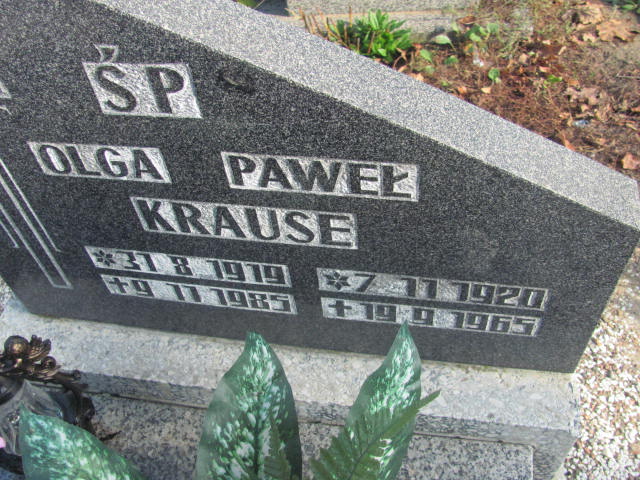 ŚP
OLGA PAWEŁ
KRAUSE
*31 8 1919 *7 11 1920
+9 11 1985 +19 9 1965